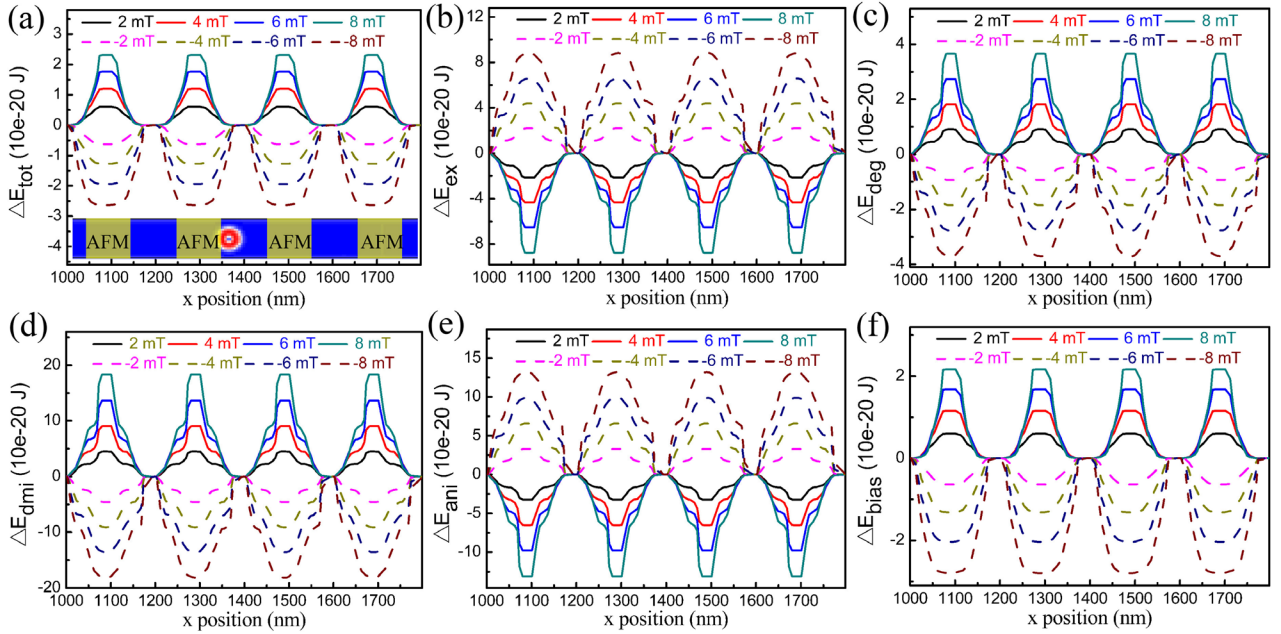 (a)
2 mT 4 mT 6 mT 8 mT
-2 mT -4 mT -6 mT -8 mT
3
2
1
0
-1
-2
-3
-4
△E_tot (10e-20 J)
AFM AFM AFM AFM
1000 1100 1200 1300 1400 1500 1600 1700
x position (nm)
(b)
2 mT 4 mT 6 mT 8 mT
-2 mT -4 mT -6 mT -8 mT
12
8
4
0
-4
-8
△E_ex (10e-20 J)
1000 1100 1200 1300 1400 1500 1600 1700
x position (nm)
(c)
2 mT 4 mT 6 mT 8 mT
-2 mT -4 mT -6 mT -8 mT
4
2
0
-2
-4
△E_deg (10e-20 J)
1000 1100 1200 1300 1400 1500 1600 1700
x position (nm)
(d)
2 mT 4 mT 6 mT 8 mT
-2 mT -4 mT -6 mT -8 mT
20
10
0
-10
-20
△E_dmi (10e-20 J)
1000 1100 1200 1300 1400 1500 1600 1700
x position (nm)
(e)
2 mT 4 mT 6 mT 8 mT
-2 mT -4 mT -6 mT -8 mT
15
10
5
0
-5
-10
△E_ani (10e-20 J)
1000 1100 1200 1300 1400 1500 1600 1700
x position (nm)
(f)
2 mT 4 mT 6 mT 8 mT
-2 mT -4 mT -6 mT -8 mT
2
0
-2
△E_bias (10e-20 J)
1000 1100 1200 1300 1400 1500 1600 1700
x position (nm)